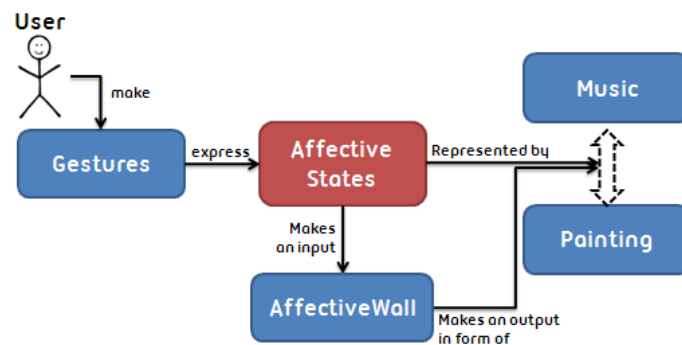 User
make
Gestures
express
Affective
States
Represented by
Music
Painting
Makes
an input
AffectiveWall
Makes an output
in form of